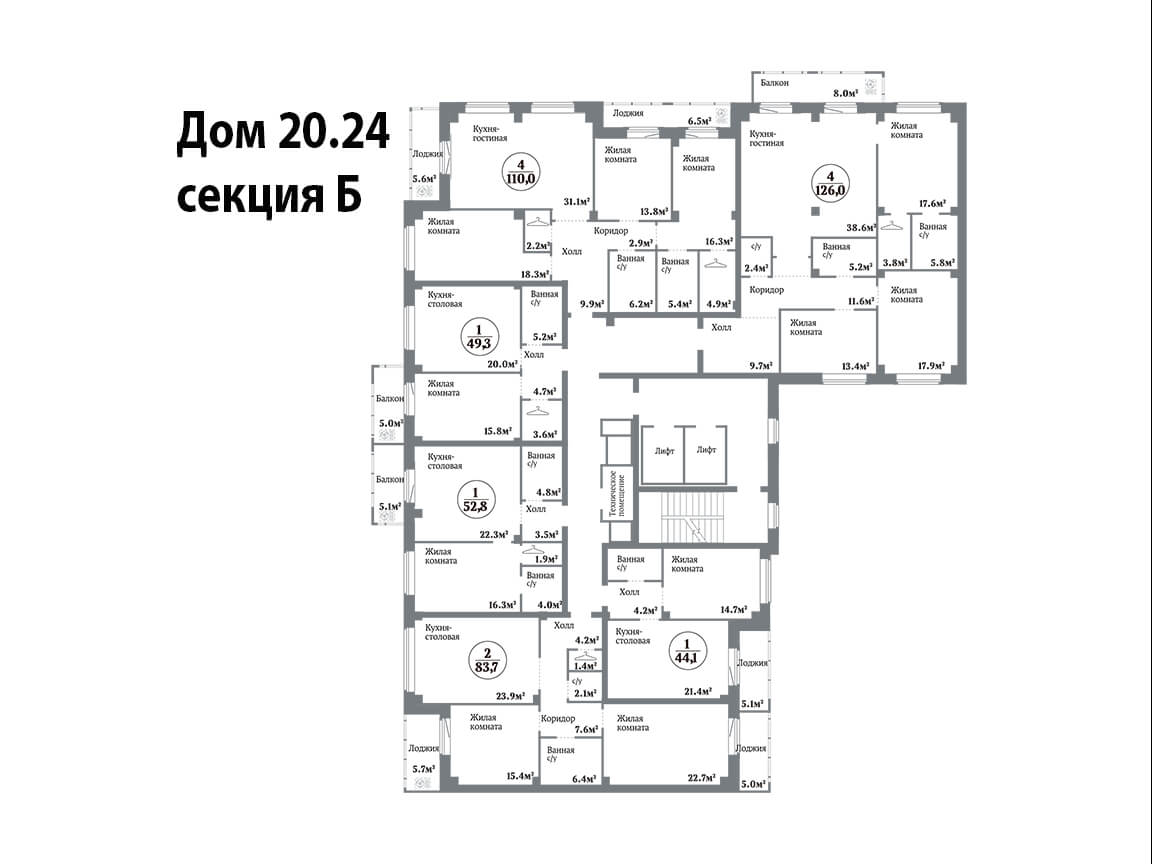 Дом 20.24
секция Б
Балкон
8.0м²
Лоджия
5.6м²
Кухня-
гостиная
4
110,0
31.1м²
Лоджия
6.5м²
Жилая
комната
13.8м²
Жилая
комната
16.3м²
Кухня-
гостиная
4
126,0
38.6м²
Жилая
комната
17.6м²
Жилая
комната
18.3м²
2.2м²
Холл
9.9м²
Коридор
2.9м²
Ванная
с/у
6.2м²
Ванная
с/у
5.4м²
4.9м²
с/у
2.4м²
Ванная
с/у
5.2м²
3.8м²
Ванная
с/у
5.8м²
Коридор
11.6м²
Холл
9.7м²
Жилая
комната
13.4м²
Жилая
комната
17.9м²
Кухня-
столовая
1
49,3
20.0м²
Ванная
с/у
5.2м²
Холл
4.7м²
Балкон
5.0м²
Жилая
комната
15.8м²
3.6м²
Балкон
5.1м²
Кухня-
столовая
1
52,8
22.3м²
Ванная
с/у
4.8м²
Холл
3.5м²
Техническое
помещение
Лифт
Лифт
Жилая
комната
16.3м²
1.9м²
Ванная
с/у
4.0м²
Ванная
с/у
Жилая
комната
14.7м²
Холл
4.2м²
Кухня-
столовая
1
44,1
21.4м²
Лоджия
5.1м²
Кухня-
столовая
2
83,7
23.9м²
Холл
4.2м²
1.4м²
с/у
2.1м²
Лоджия
5.7м²
Жилая
комната
15.4м²
Коридор
7.6м²
Ванная
с/у
6.4м²
Жилая
комната
22.7м²
Лоджия
5.0м²